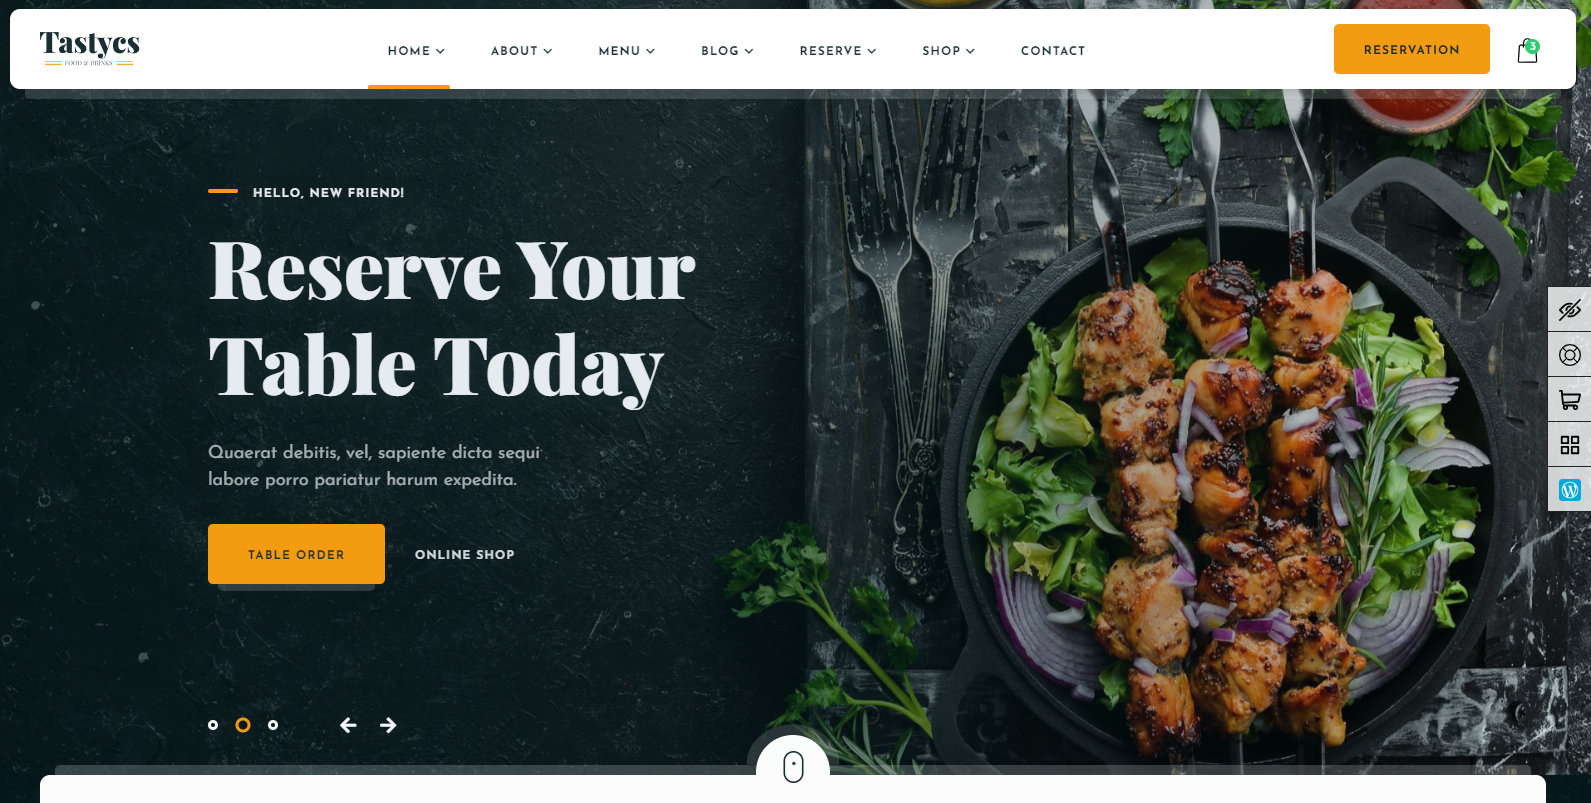 Tastycs
FOOD & DRINKS
HOME
ABOUT
MENU
BLOG
RESERVE
SHOP
CONTACT
RESERVATION
3
HELLO, NEW FRIEND!
Reserve Your
Table Today
Quaerat debitis, vel, sapiente dicta sequi
labore porro pariatur harum expedita.
TABLE ORDER
ONLINE SHOP